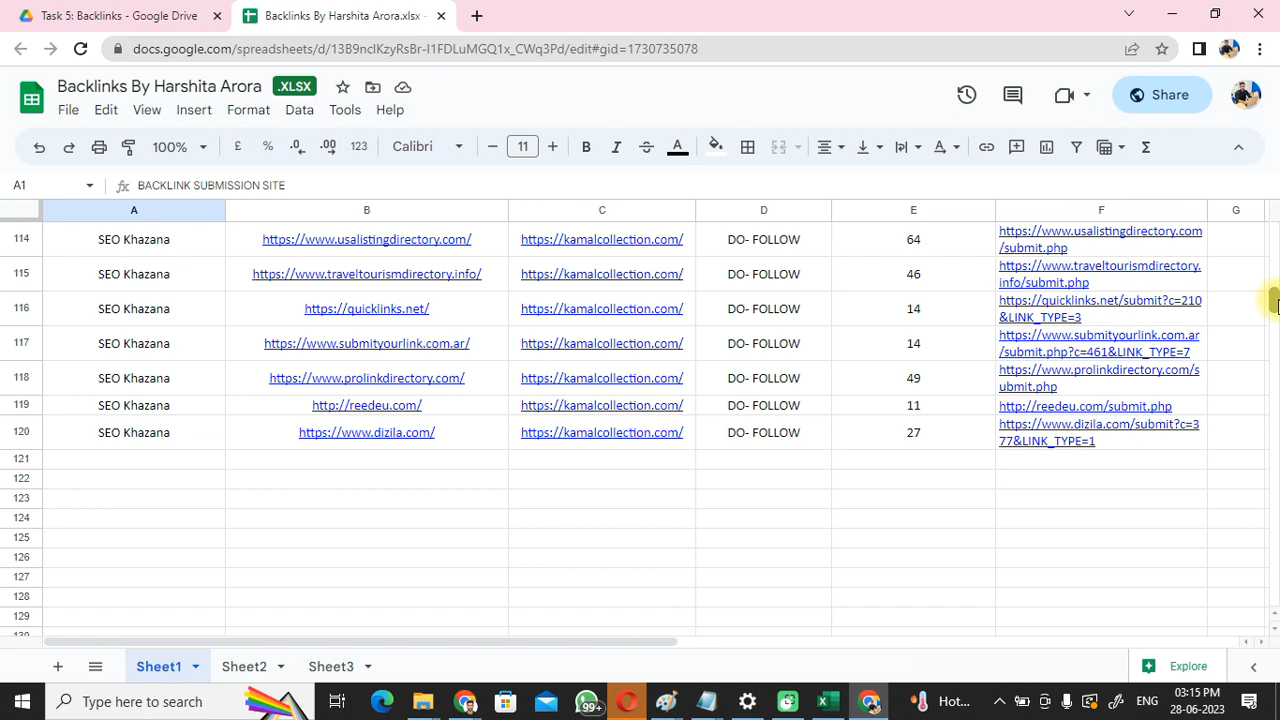 Task 5: Backlinks - Google Drive
Backlinks By Harshita Arora.xlsx -
docs.google.com/spreadsheets/d/13B9ncIKzyRsBr-I1FDLuMGQ1x_CWq3Pd/edit#gid=1730735078
Backlinks By Harshita Arora .XLSX
File Edit View Insert Format Data Tools Help
Share
100% £ % .0 .00 123 Calibri 11 B I S A
A1 fx BACKLINK SUBMISSION SITE
A B C D E F G
114 SEO Khazana https://www.usalistingdirectory.com/ https://kamalcollection.com/ DO- FOLLOW 64 https://www.usalistingdirectory.com
/submit.php
115 SEO Khazana https://www.traveltourismdirectory.info/ https://kamalcollection.com/ DO- FOLLOW 46 https://www.traveltourismdirectory.
info/submit.php
116 SEO Khazana https://quicklinks.net/ https://kamalcollection.com/ DO- FOLLOW 14 https://quicklinks.net/submit?c=210
&LINK_TYPE=3
117 SEO Khazana https://www.submityourlink.com.ar/ https://kamalcollection.com/ DO- FOLLOW 14 https://www.submityourlink.com.ar
/submit.php?c=461&LINK_TYPE=7
118 SEO Khazana https://www.prolinkdirectory.com/ https://kamalcollection.com/ DO- FOLLOW 49 https://www.prolinkdirectory.com/s
ubmit.php
119 SEO Khazana http://reedeu.com/ https://kamalcollection.com/ DO- FOLLOW 11 http://reedeu.com/submit.php
120 SEO Khazana https://www.dizila.com/ https://kamalcollection.com/ DO- FOLLOW 27 https://www.dizila.com/submit?c=3
77&LINK_TYPE=1
121
122
123
124
125
126
127
128
129
130
Sheet1 Sheet2 Sheet3 Explore
Type here to search 99+ Hot... ENG 03:15 PM
28-06-2023